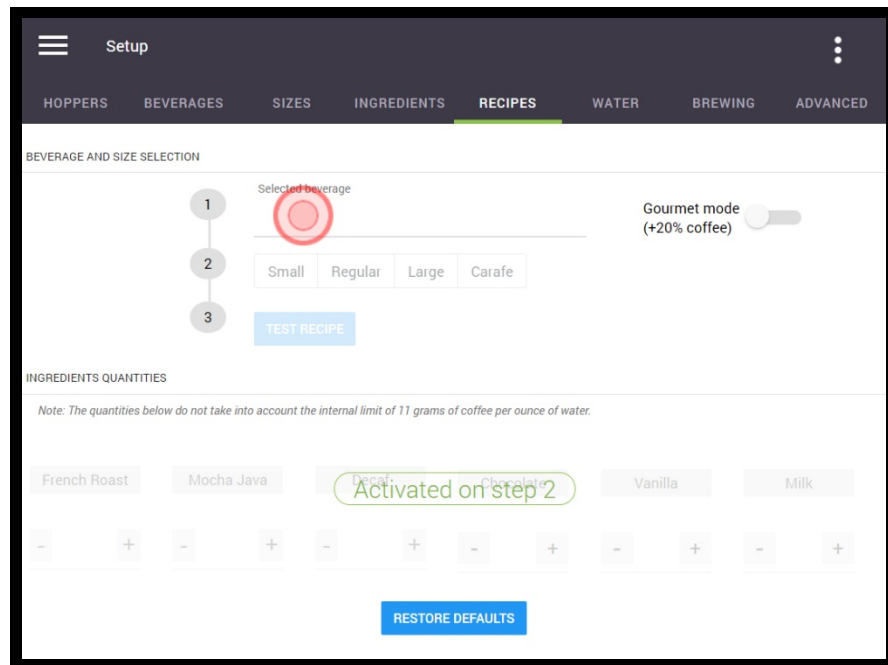 Setup
HOPPERS BEVERAGES SIZES INGREDIENTS RECIPES WATER BREWING ADVANCED
BEVERAGE AND SIZE SELECTION
1
Selected beverage
Gourmet mode
(+20% coffee)
2
Small Regular Large Carafe
3
TEST RECIPE
INGREDIENTS QUANTITIES
Note: The quantities below do not take into account the internal limit of 11 grams of coffee per ounce of water.
French Roast Mocha Java Decaf Chocolate Vanilla Milk
Activated on step 2
- + - + - + - + - + - +
RESTORE DEFAULTS